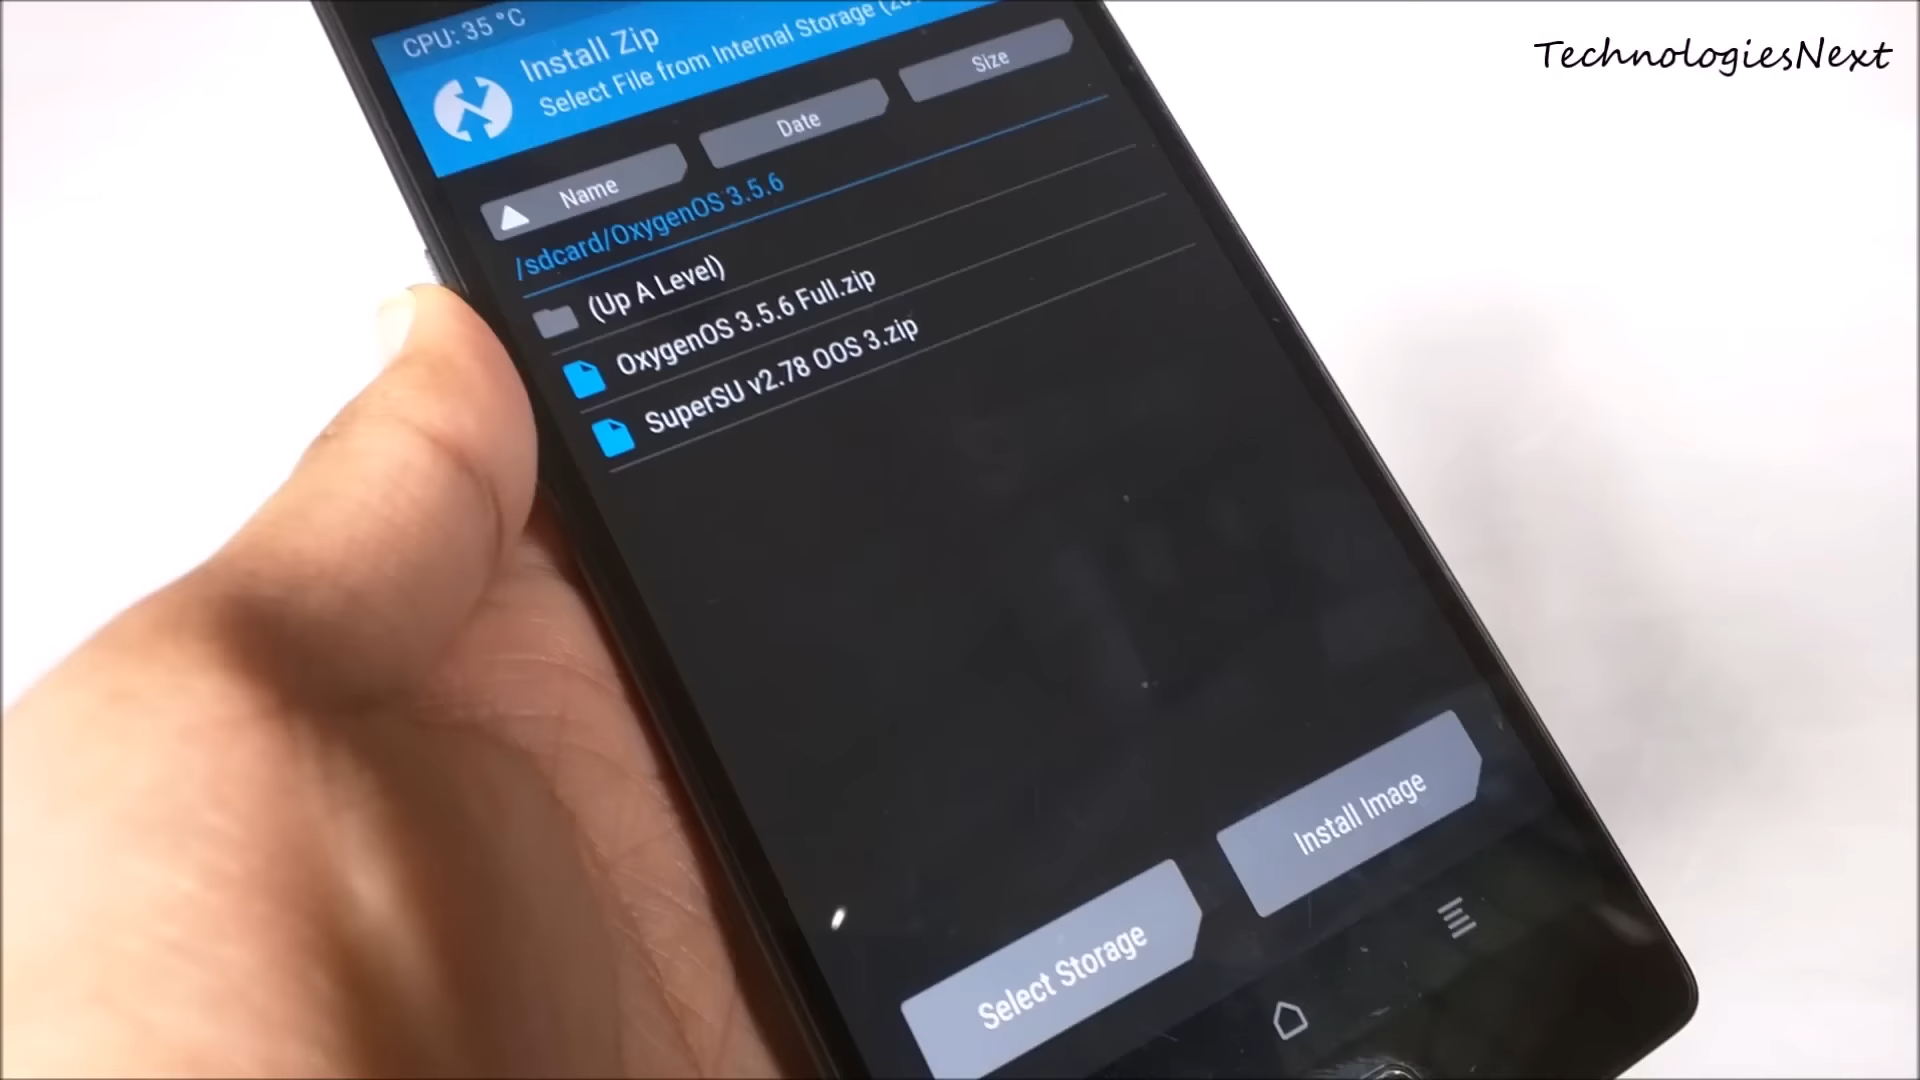 TechnologiesNext
CPU: 35 °C
Install Zip
Select File from Internal Storage
Name
Date
Size
/sdcard/OxygenOS 3.5.6
(Up A Level)
OxygenOS 3.5.6 Full.zip
SuperSU v2.78 OOS 3.zip
Select Storage
Install Image